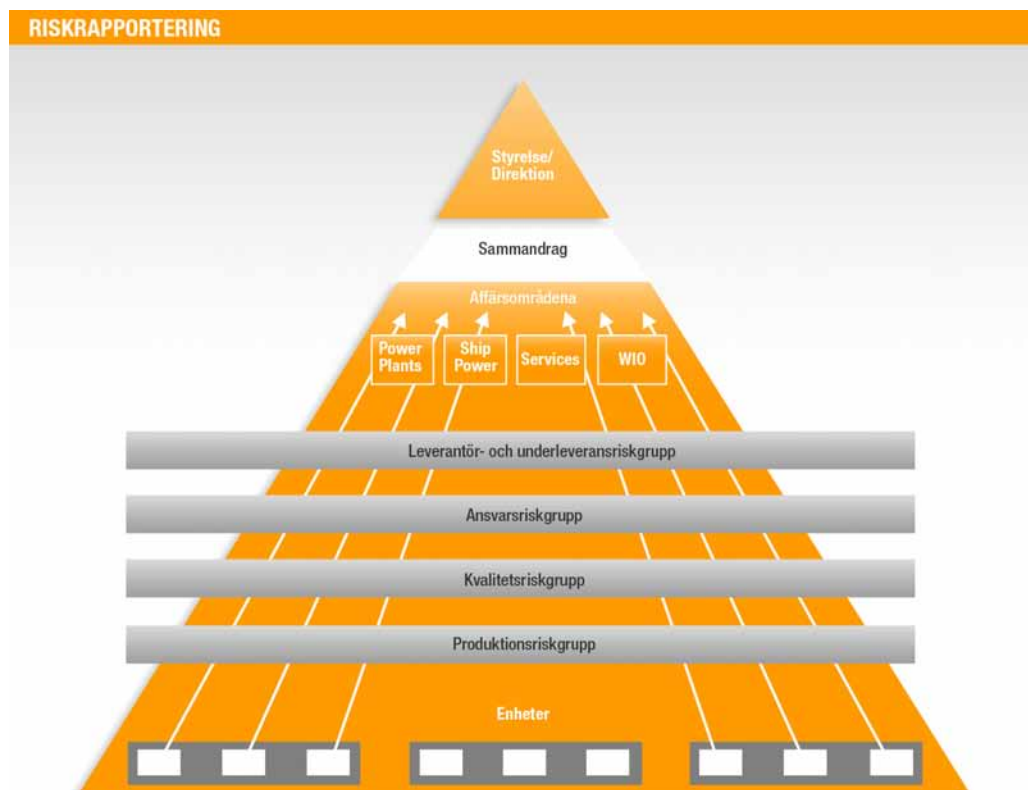 RISKRAPPORTERING
Styrelse/
Direktion
Sammandrag
Affärsområdena
Power
Plants
Ship
Power
Services
WIO
Leverantör- och underleveransriskgrupp
Ansvarsriskgrupp
Kvalitetsriskgrupp
Produktionsriskgrupp
Enheter